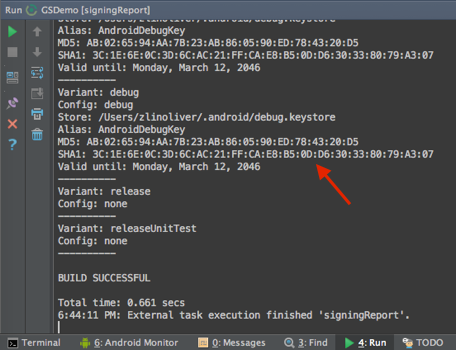 Run GSDemo [signingReport]
Store: /Users/zlinoliver/.android/debug.keystore
Alias: AndroidDebugKey
MD5: AB:02:65:94:AA:7B:23:AB:86:05:90:ED:78:43:20:D5
SHA1: 3C:1E:6E:0C:3D:6C:AC:21:FF:CA:E8:B5:0D:D6:30:33:80:79:A3:07
Valid until: Monday, March 12, 2046
----------
Variant: debug
Config: debug
Store: /Users/zlinoliver/.android/debug.keystore
Alias: AndroidDebugKey
MD5: AB:02:65:94:AA:7B:23:AB:86:05:90:ED:78:43:20:D5
SHA1: 3C:1E:6E:0C:3D:6C:AC:21:FF:CA:E8:B5:0D:D6:30:33:80:79:A3:07
Valid until: Monday, March 12, 2046
----------
Variant: release
Config: none
----------
Variant: releaseUnitTest
Config: none
----------
BUILD SUCCESSFUL
Total time: 0.661 secs
6:44:11 PM: External task execution finished 'signingReport'.
Terminal 6: Android Monitor 0: Messages 3: Find 4: Run TODO